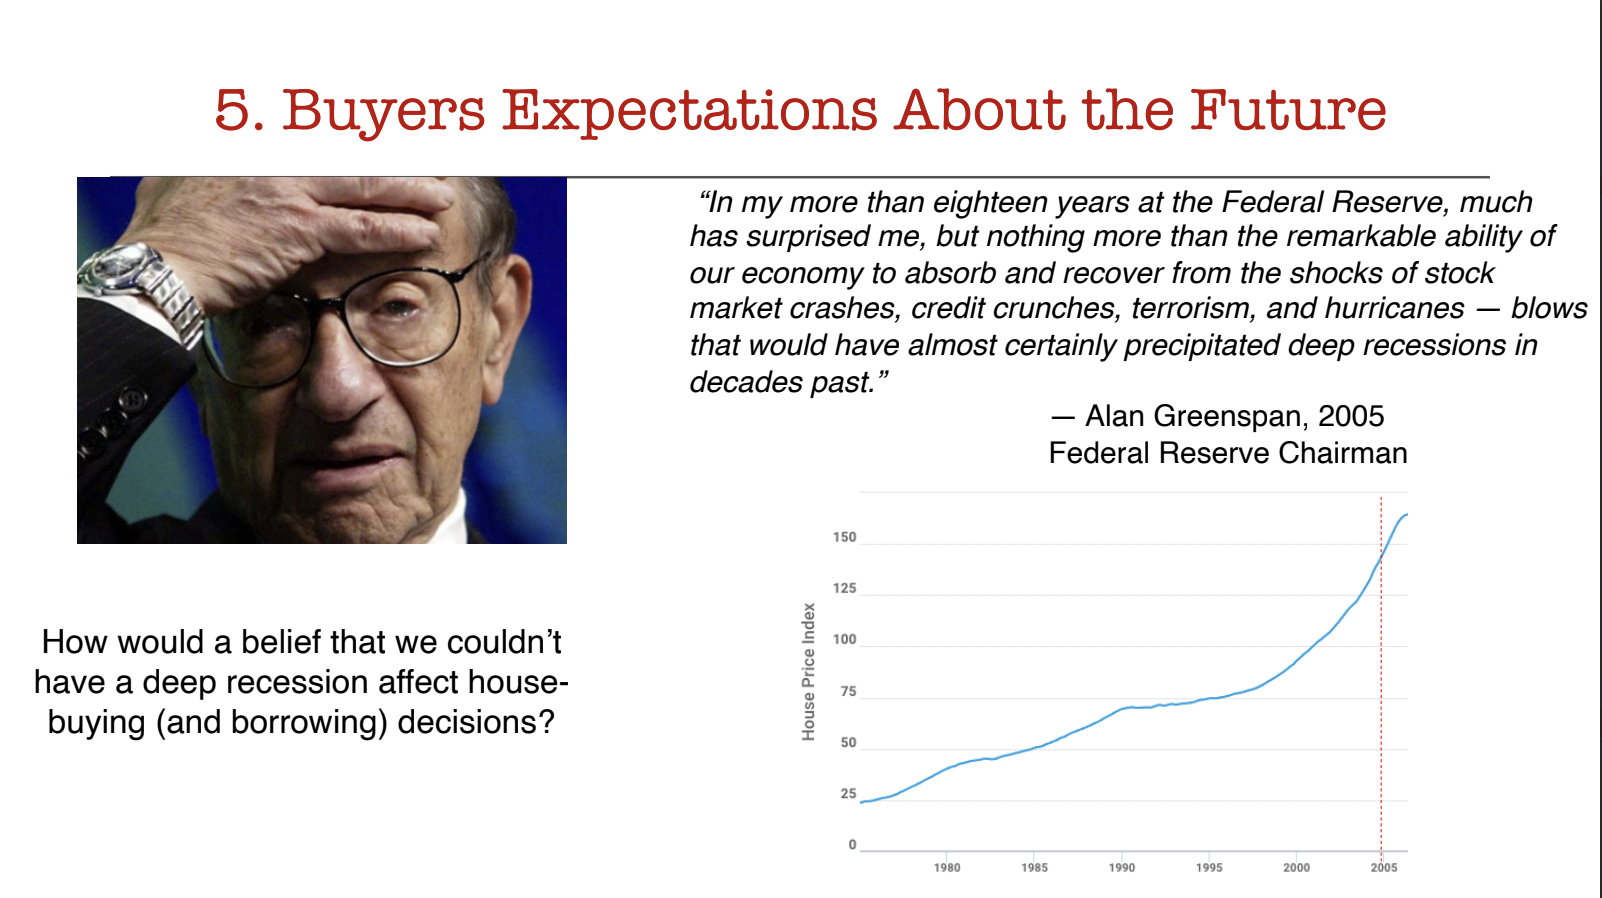 5. Buyers Expectations About the Future
“In my more than eighteen years at the Federal Reserve, much
has surprised me, but nothing more than the remarkable ability of
our economy to absorb and recover from the shocks of stock
market crashes, credit crunches, terrorism, and hurricanes — blows
that would have almost certainly precipitated deep recessions in
decades past.”
— Alan Greenspan, 2005
Federal Reserve Chairman
How would a belief that we couldn’t
have a deep recession affect house-
buying (and borrowing) decisions?
House Price Index
150
125
100
75
50
25
0
1980 1985 1990 1995 2000 2005